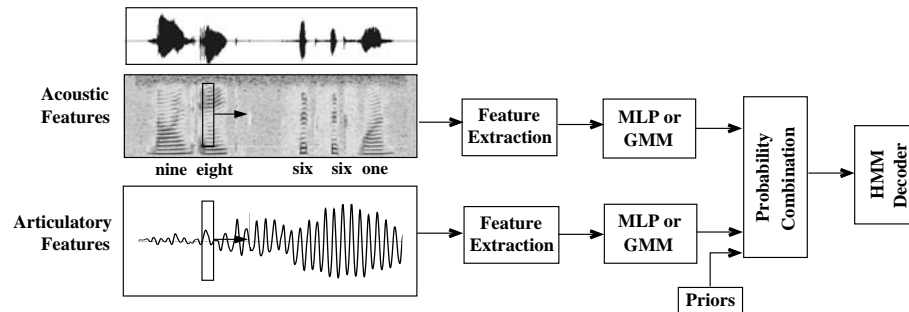 Acoustic
Features
nine eight six six one
Feature
Extraction
MLP or
GMM
Articulatory
Features
Feature
Extraction
MLP or
GMM
Priors
Probability
Combination
HMM
Decoder